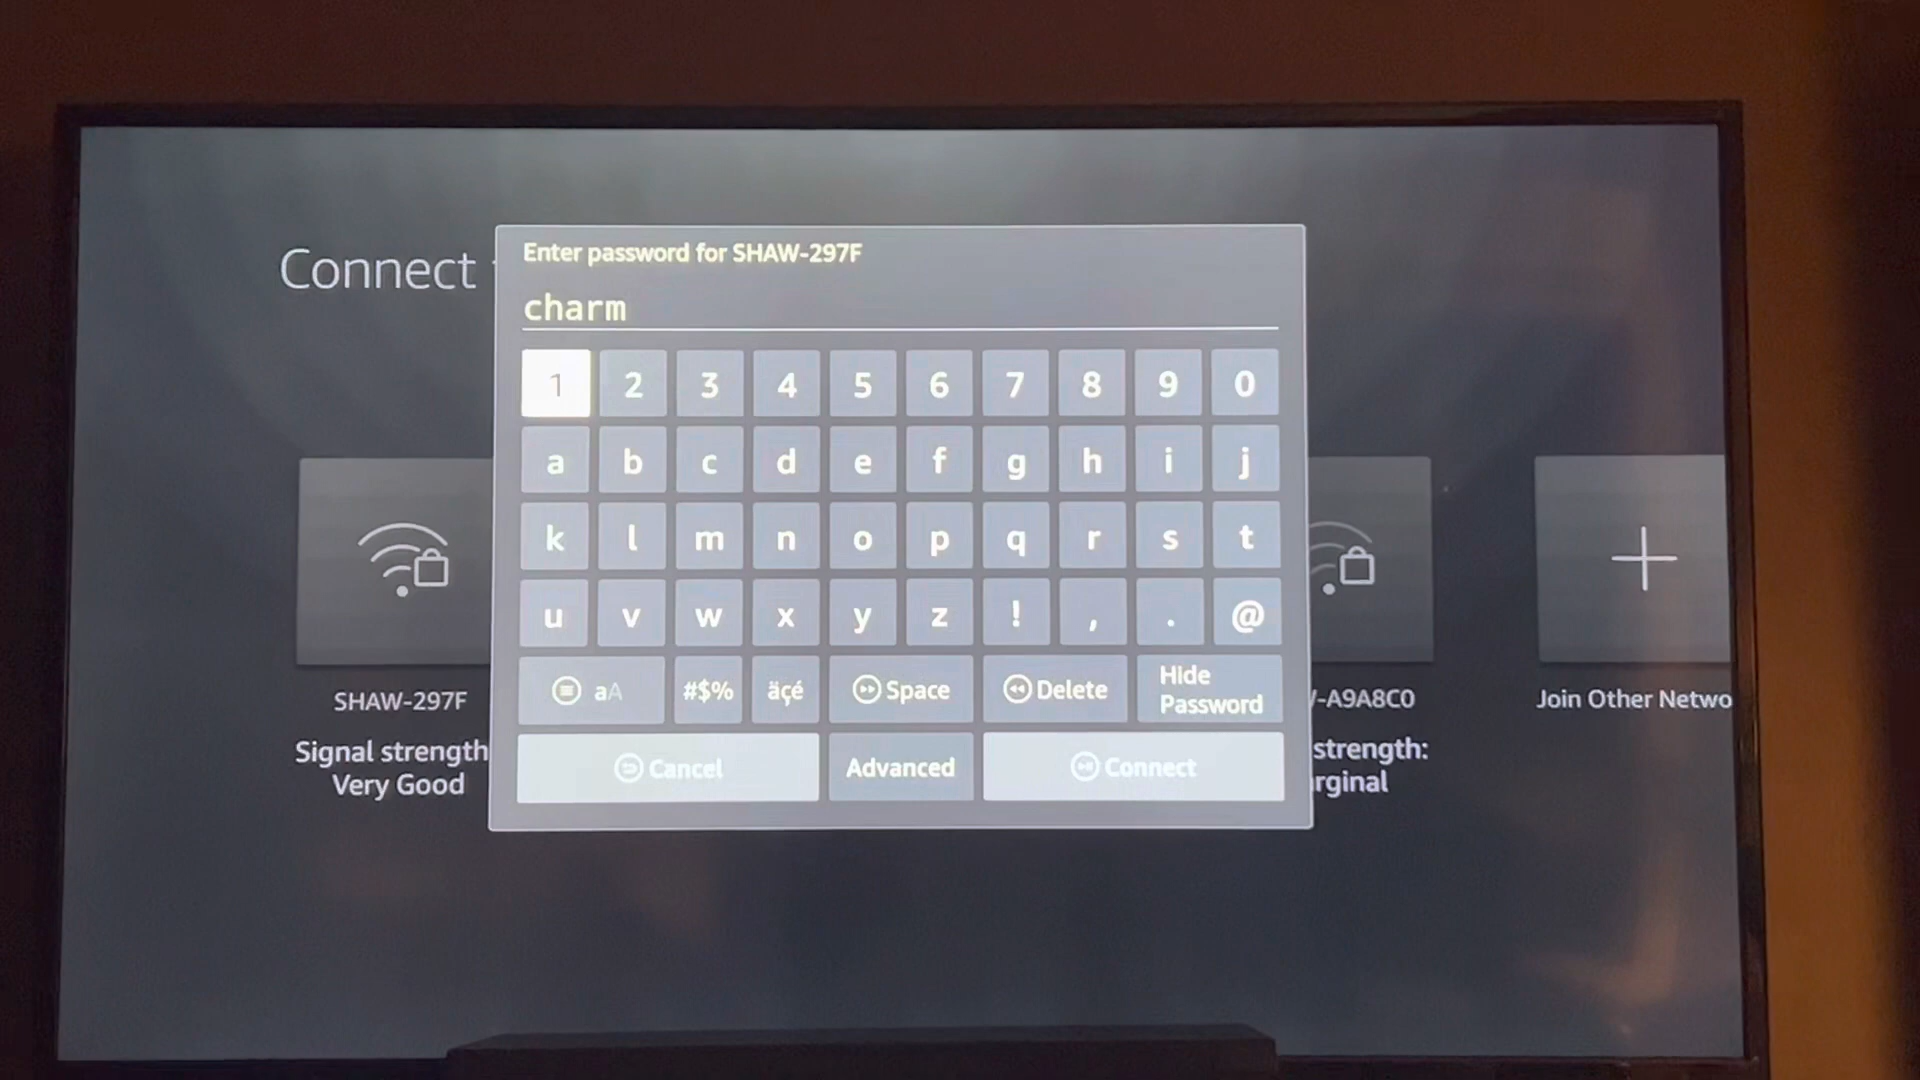 Connect
Enter password for SHAW-297F
charm
1 2 3 4 5 6 7 8 9 0
a b c d e f g h i j
k l m n o p q r s t
u v w x y z ! , . @
aA #$% äçé Space Delete Hide Password
Cancel Advanced Connect
SHAW-297F
Signal strength
Very Good
-A9A8C0
strength:
rginal
Join Other Netwo